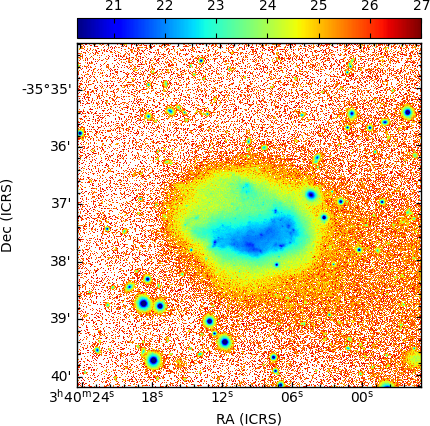 21 22 23 24 25 26 27
-35°35'
36'
37'
38'
39'
40'
3ʰ40ᵐ24ˢ 18ˢ 12ˢ 06ˢ 00ˢ
RA (ICRS)
Dec (ICRS)